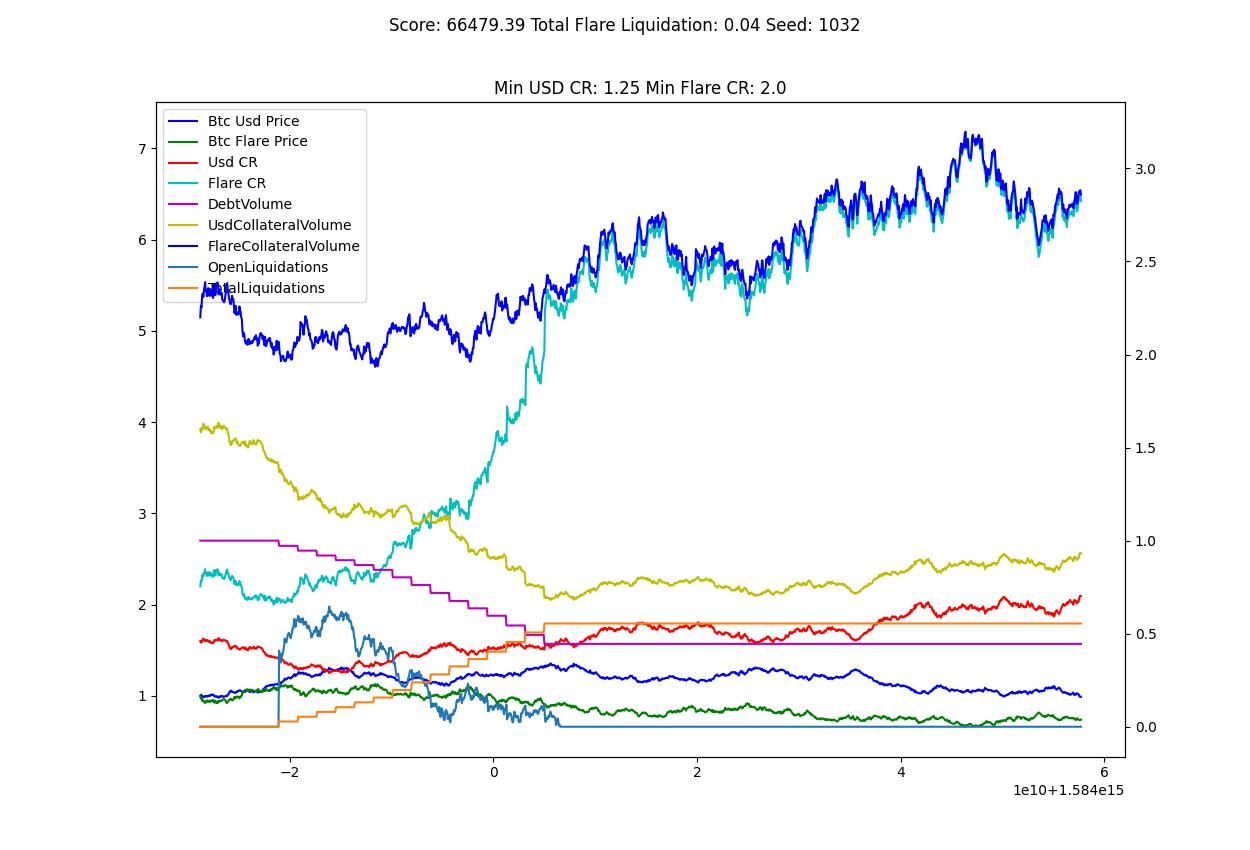 Score: 66479.39 Total Flare Liquidation: 0.04 Seed: 1032
Min USD CR: 1.25 Min Flare CR: 2.0
Btc Usd Price
Btc Flare Price
Usd CR
Flare CR
DebtVolume
UsdCollateralVolume
FlareCollateralVolume
OpenLiquidations
TotalLiquidations
7
6
5
4
3
2
1
3.0
2.5
2.0
1.5
1.0
0.5
0.0
−2 0 2 4 6
1e10+1.584e15